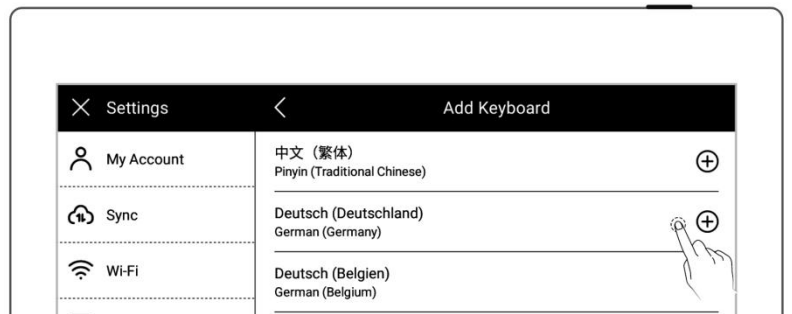 Settings
Add Keyboard
My Account
Sync
Wi-Fi
中文（繁体）
Pinyin (Traditional Chinese)
Deutsch (Deutschland)
German (Germany)
Deutsch (Belgien)
German (Belgium)